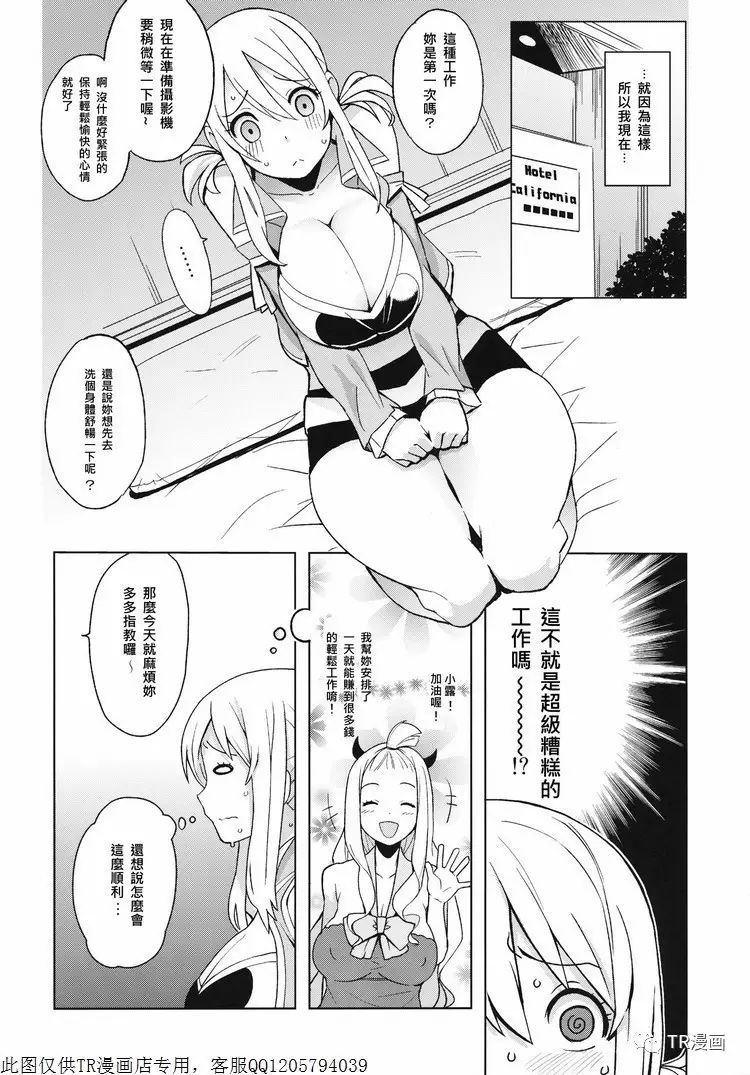 …就因為這樣
所以我現在…
Hotel
California
這種工作
妳是第一次嗎？
現在在準備攝影機
要稍微等一下喔～
啊 沒什麼好緊張的
保持輕鬆愉快的心情
就好了
……
還是說妳想先去
洗個身體舒暢一下呢？
這不就是超級糟糕的
工作嗎～～～～～!?
小露！
加油喔！
我幫妳安排了
一天就能賺到很多錢
的輕鬆工作唷！
那麼今天就麻煩妳
多多指教囉～
還想說怎麼會
這麼順利…
TR漫画
此图仅供TR漫画店专用，客服QQ1205794039